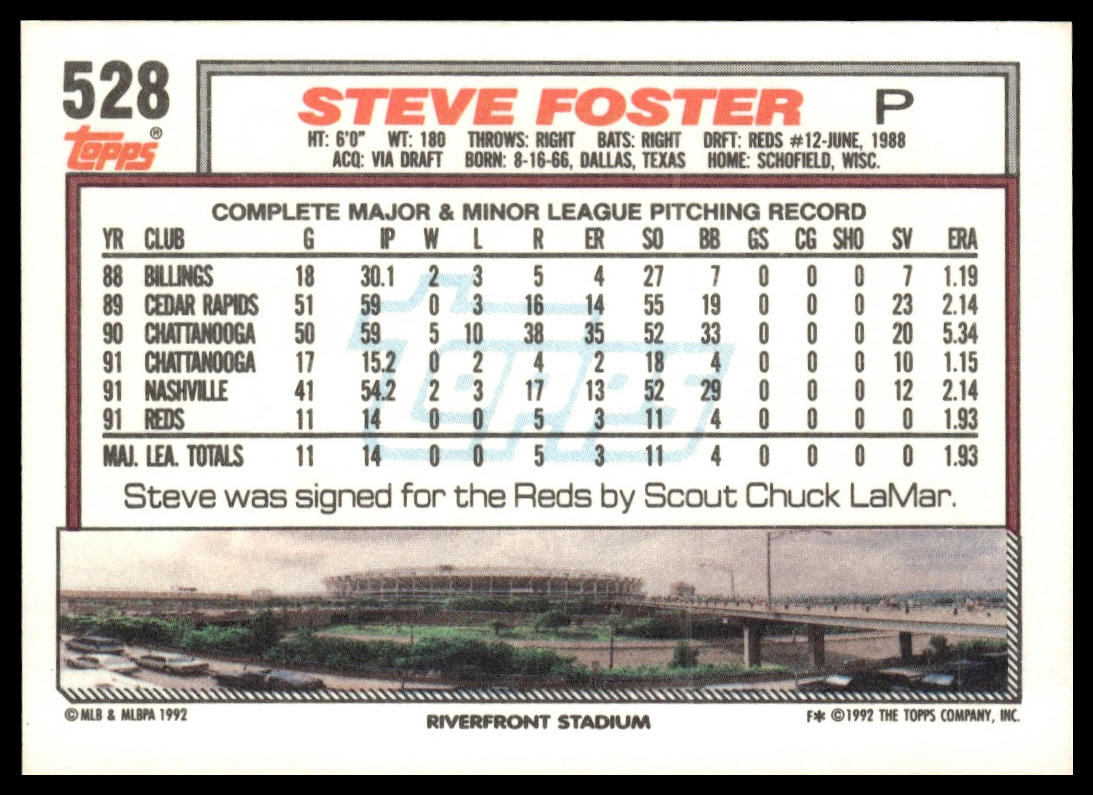 528
STEVE FOSTER P
Topps®
HT: 6'0" WT: 180 THROWS: RIGHT BATS: RIGHT DRFT: REDS #12-JUNE, 1988
ACQ: VIA DRAFT BORN: 8-16-66, DALLAS, TEXAS HOME: SCHOFIELD, WISC.
COMPLETE MAJOR & MINOR LEAGUE PITCHING RECORD
YR CLUB G IP W L R ER SO BB GS CG SHO SV ERA
88 BILLINGS 18 30.1 2 3 5 4 27 7 0 0 0 7 1.19
89 CEDAR RAPIDS 51 59 0 3 16 14 55 19 0 0 0 23 2.14
90 CHATTANOOGA 50 59 5 10 38 35 52 33 0 0 0 20 5.34
91 CHATTANOOGA 17 15.2 0 2 4 2 18 4 0 0 0 10 1.15
91 NASHVILLE 41 54.2 2 3 17 13 52 29 0 0 0 12 2.14
91 REDS 11 14 0 0 5 3 11 4 0 0 0 0 1.93
MAJ. LEA. TOTALS 11 14 0 0 5 3 11 4 0 0 0 0 1.93
Topps
Steve was signed for the Reds by Scout Chuck LaMar.
© MLB & MLBPA 1992
RIVERFRONT STADIUM
F* © 1992 THE TOPPS COMPANY, INC.